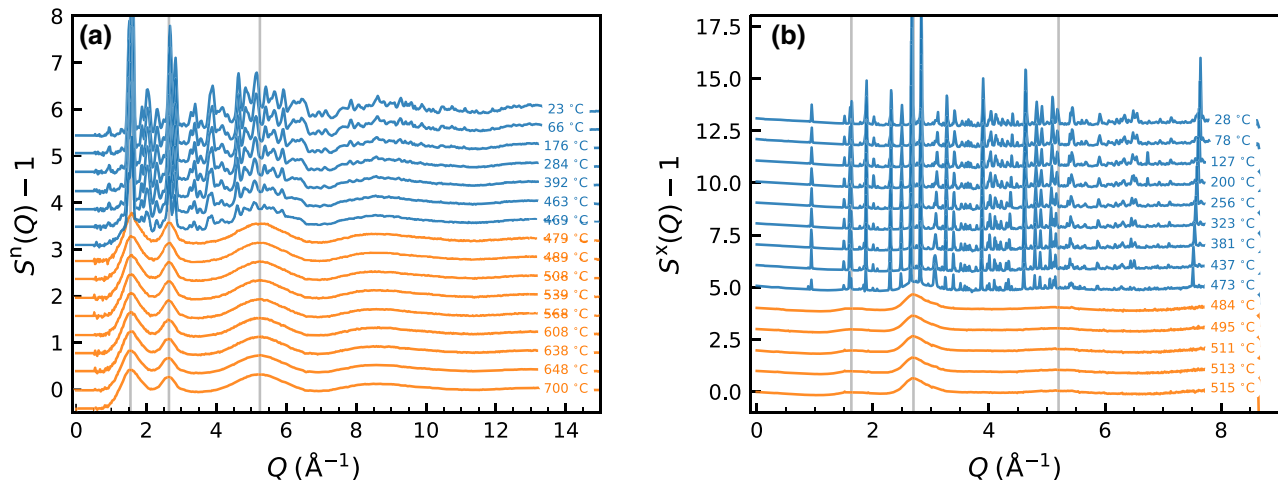 (a)
8
7
6
5
4
3
2
1
0
Sⁿ(Q) − 1
23 °C
66 °C
176 °C
284 °C
392 °C
463 °C
469 °C
479 °C
489 °C
508 °C
539 °C
568 °C
608 °C
638 °C
648 °C
700 °C
0 2 4 6 8 10 12 14
Q (Å⁻¹)
(b)
17.5
15.0
12.5
10.0
7.5
5.0
2.5
0.0
Sˣ(Q) − 1
28 °C
78 °C
127 °C
200 °C
256 °C
323 °C
381 °C
437 °C
473 °C
484 °C
495 °C
511 °C
513 °C
515 °C
0 2 4 6 8
Q (Å⁻¹)